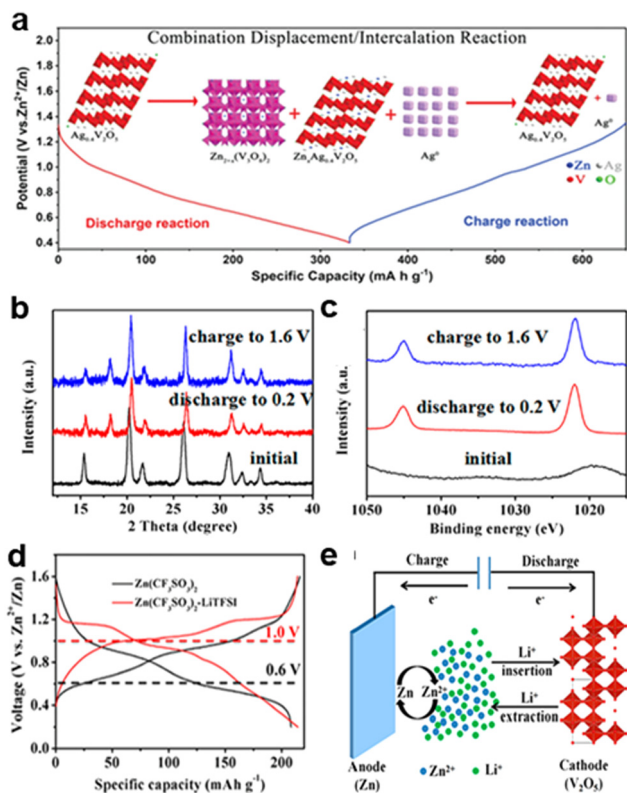 a
Combination Displacement/Intercalation Reaction
Potential (V vs.Zn²⁺/Zn)
2.0
1.8
1.6
1.4
1.2
1.0
0.8
0.6
0.4
Ag₀.₄V₂O₅
+
+
+
Zn₂₊ₓ(V₃O₈)₂
ZnₓAg₀.₄V₂O₅
Ag⁰
Ag₀.₄V₂O₅
Ag⁰
Zn Ag
V O
Discharge reaction
Charge reaction
0 100 200 300 400 500 600
Specific Capacity (mA h g⁻¹)
b
Intensity (a.u.)
charge to 1.6 V
discharge to 0.2 V
initial
15 20 25 30 35 40
2 Theta (degree)
c
Intensity (a.u.)
charge to 1.6 V
discharge to 0.2 V
initial
1050 1040 1030 1020
Binding energy (eV)
d
Voltage (V vs. Zn²⁺/Zn)
1.6
1.2
0.8
0.4
0.0
Zn(CF₃SO₃)₂
Zn(CF₃SO₃)₂-LiTFSI
1.0 V
0.6 V
0 50 100 150 200
Specific capacity (mAh g⁻¹)
e
Charge
Discharge
e⁻
e⁻
Zn
Zn²⁺
Li⁺
insertion
Li⁺
extraction
Anode
(Zn)
Zn²⁺
Li⁺
Cathode
(V₂O₅)